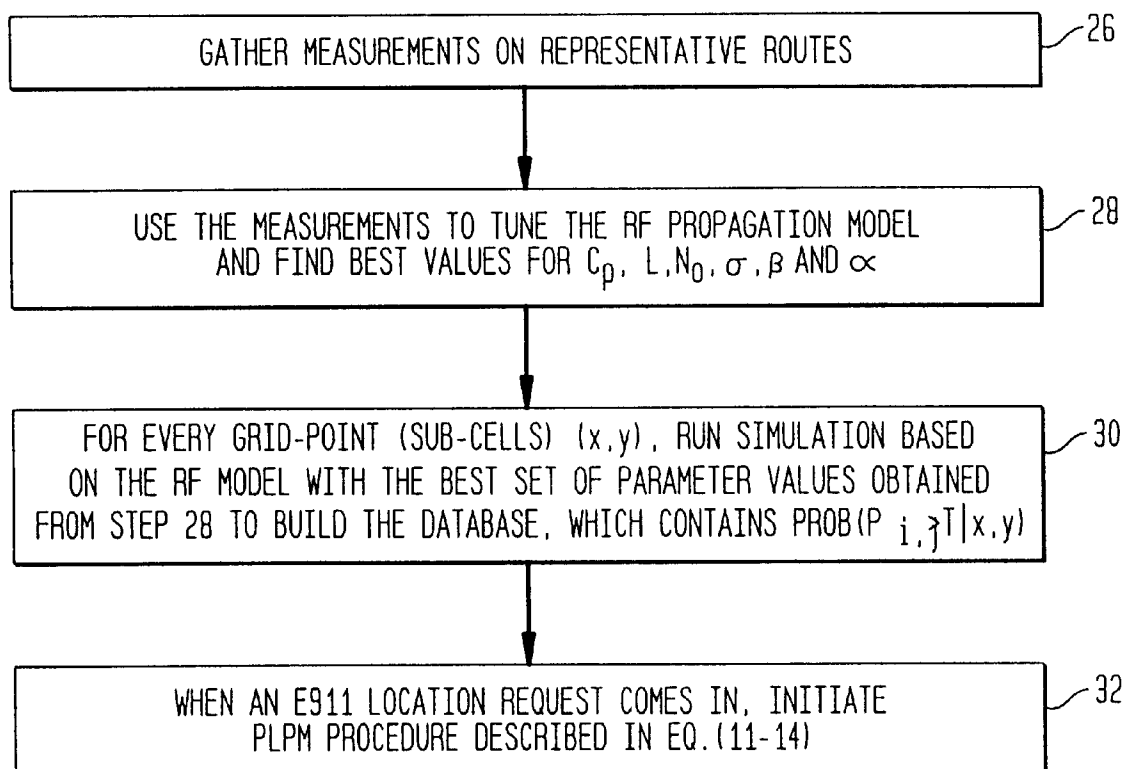 GATHER MEASUREMENTS ON REPRESENTATIVE ROUTES
26
USE THE MEASUREMENTS TO TUNE THE RF PROPAGATION MODEL
AND FIND BEST VALUES FOR Cp, L,N0, σ, β AND ∝
28
FOR EVERY GRID-POINT (SUB-CELLS) (x,y), RUN SIMULATION BASED
ON THE RF MODEL WITH THE BEST SET OF PARAMETER VALUES OBTAINED
FROM STEP 28 TO BUILD THE DATABASE, WHICH CONTAINS PROB(P i,j>T|x,y)
30
WHEN AN E911 LOCATION REQUEST COMES IN, INITIATE
PLPM PROCEDURE DESCRIBED IN EQ.(11-14)
32